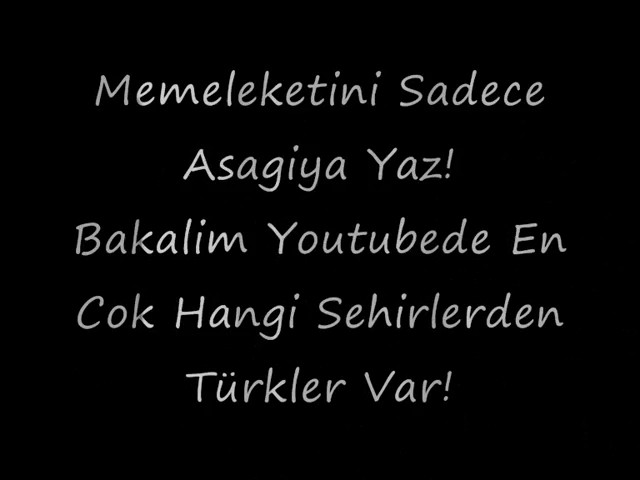 Memeleketini Sadece
Asagiya Yaz!
Bakalim Youtubede En
Cok Hangi Sehirlerden
Türkler Var!